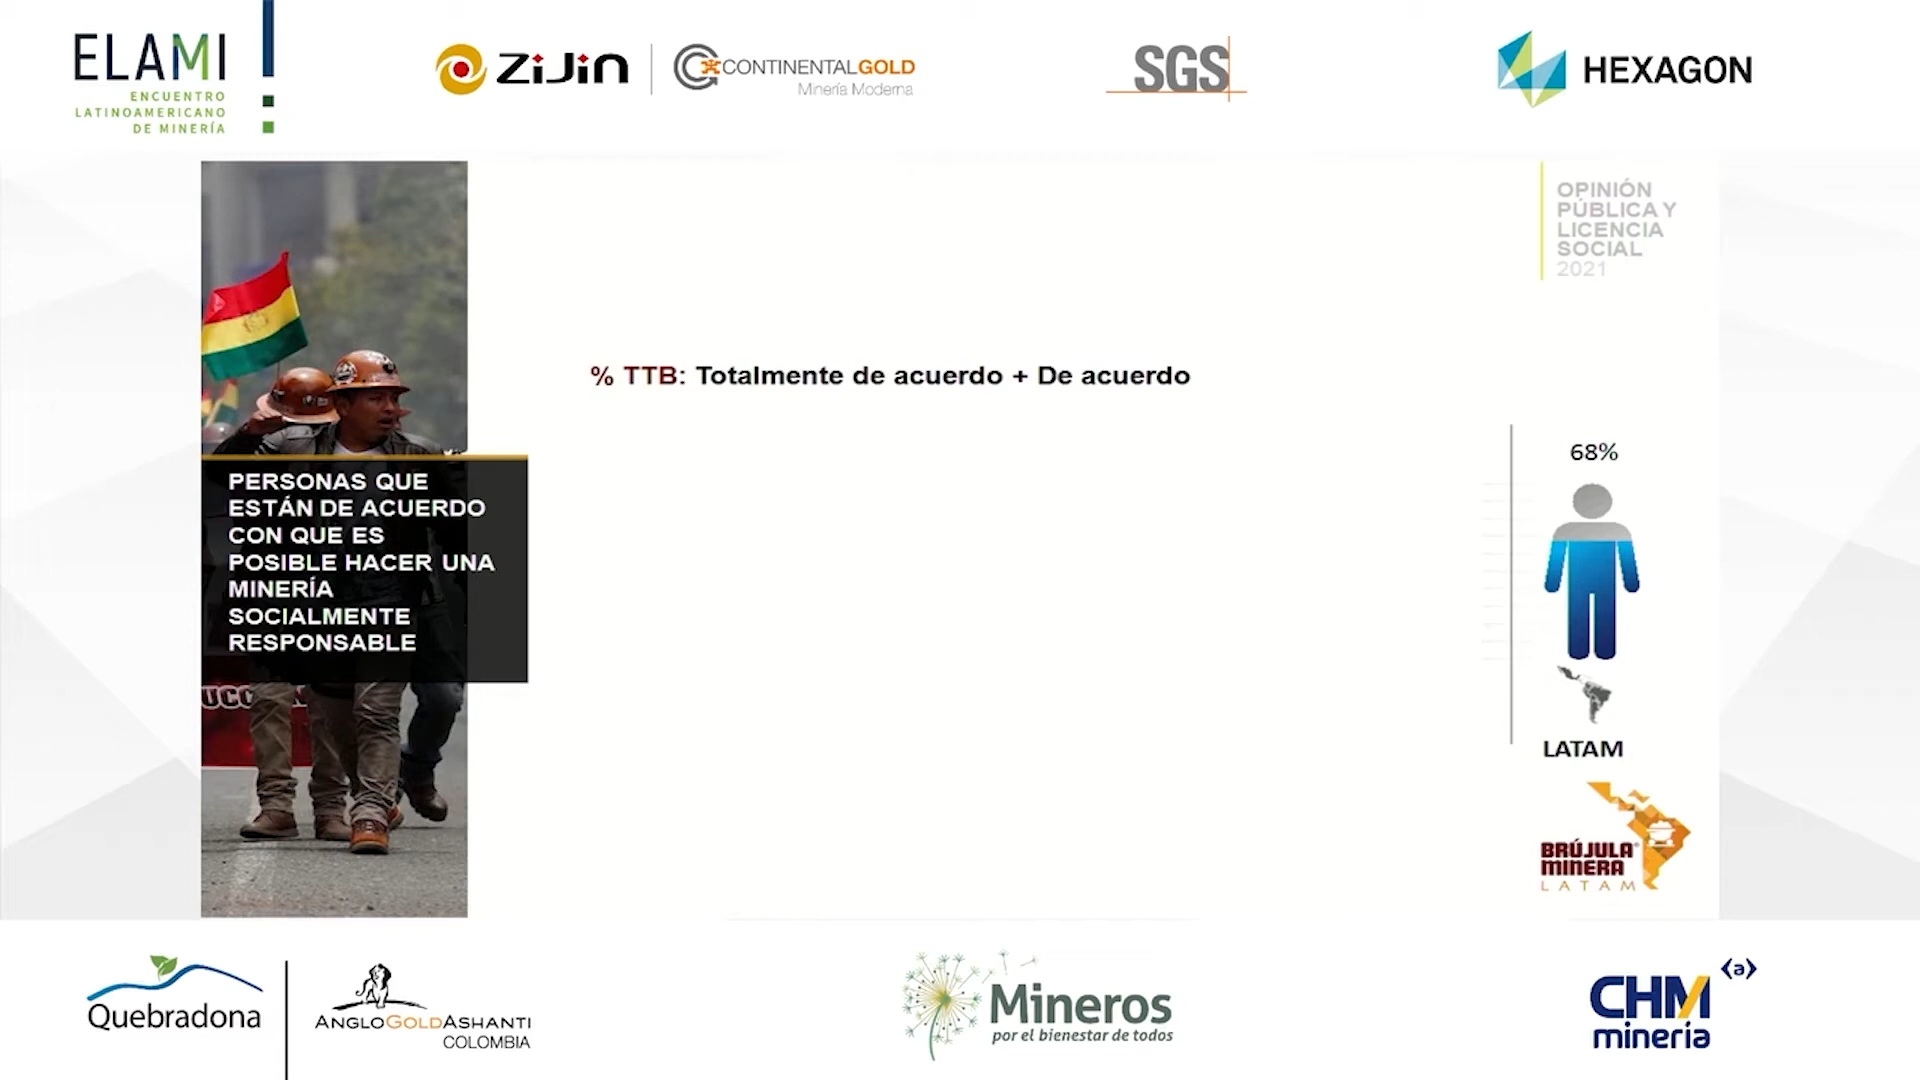 ELAMI
ENCUENTRO
LATINOAMERICANO
DE MINERÍA
ZiJin
CONTINENTALGOLD
Minería Moderna
SGS
HEXAGON
OPINIÓN
PÚBLICA Y
LICENCIA
SOCIAL
2021
% TTB: Totalmente de acuerdo + De acuerdo
PERSONAS QUE
ESTÁN DE ACUERDO
CON QUE ES
POSIBLE HACER UNA
MINERÍA
SOCIALMENTE
RESPONSABLE
68%
LATAM
BRÚJULA
MINERA
LATAM
Quebradona
ANGLOGOLDASHANTI
COLOMBIA
Mineros
por el bienestar de todos
CHM
minería
(a)